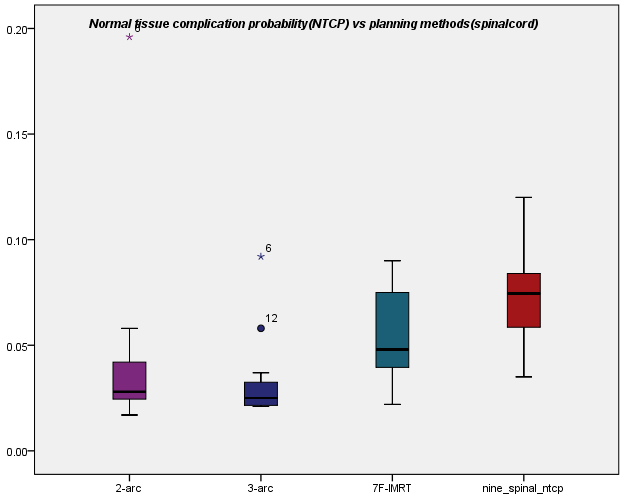 Normal tissue complication probability(NTCP) vs planning methods(spinalcord)
0.20
6
0.15
0.10
6
12
0.05
0.00
2-arc
3-arc
7F-IMRT
nine_spinal_ntcp